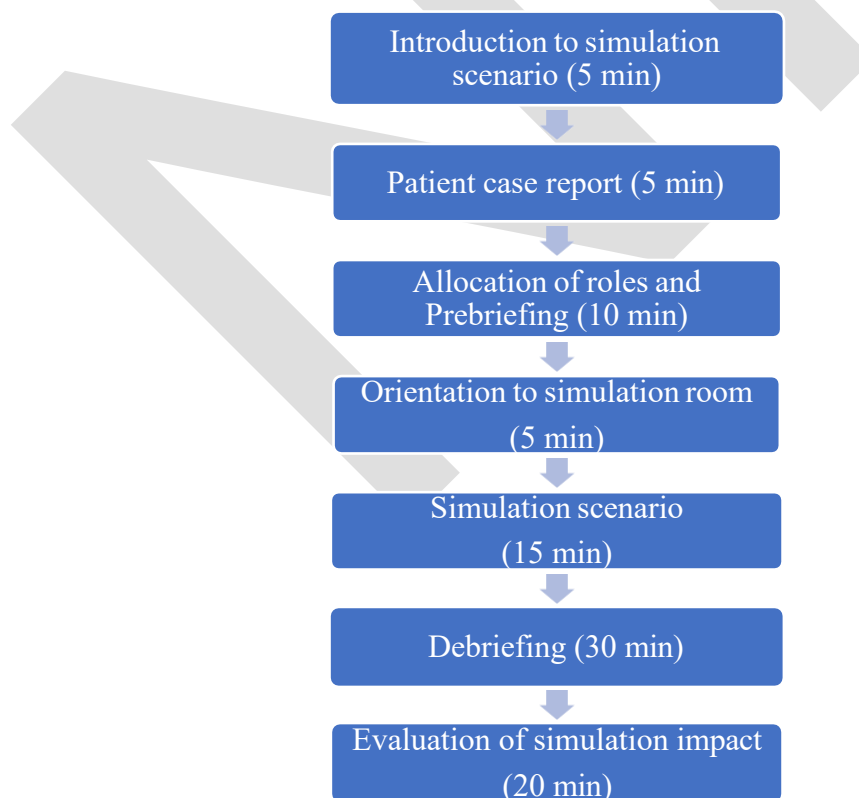 Introduction to simulation
scenario (5 min)
Patient case report (5 min)
Allocation of roles and
Prebriefing (10 min)
Orientation to simulation room
(5 min)
Simulation scenario
(15 min)
Debriefing (30 min)
Evaluation of simulation impact
(20 min)